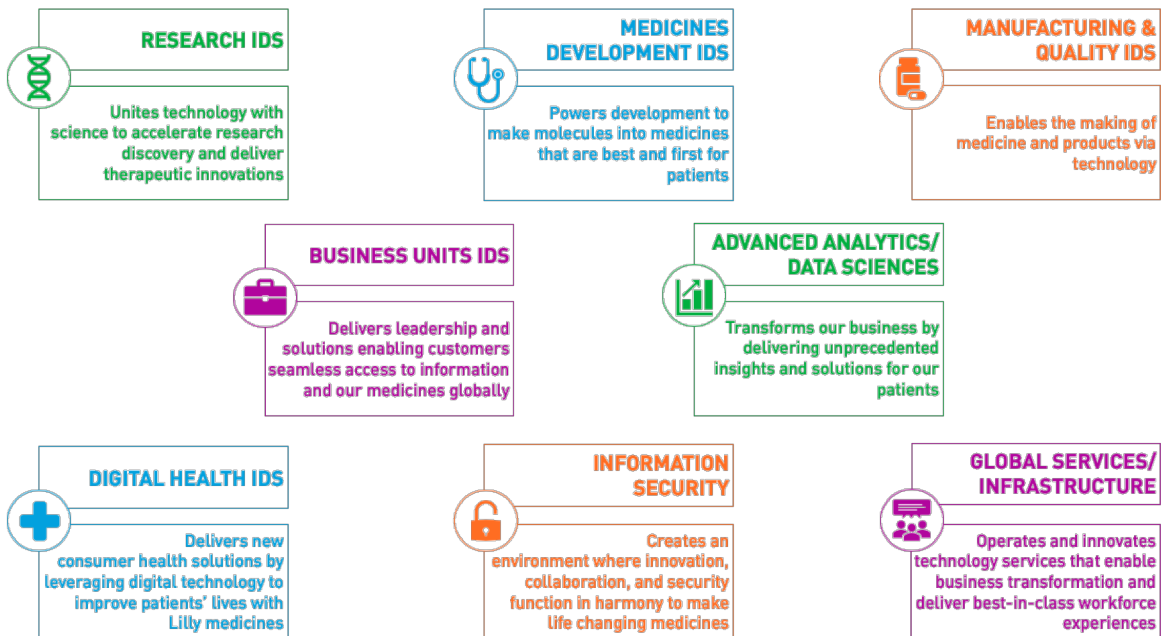 RESEARCH IDS
Unites technology with
science to accelerate research
discovery and deliver
therapeutic innovations
MEDICINES
DEVELOPMENT IDS
Powers development to
make molecules into medicines
that are best and first for
patients
MANUFACTURING &
QUALITY IDS
Enables the making of
medicine and products via
technology
BUSINESS UNITS IDS
Delivers leadership and
solutions enabling customers
seamless access to information
and our medicines globally
ADVANCED ANALYTICS/
DATA SCIENCES
Transforms our business by
delivering unprecedented
insights and solutions for our
patients
DIGITAL HEALTH IDS
Delivers new
consumer health solutions by
leveraging digital technology to
improve patients' lives with
Lilly medicines
INFORMATION
SECURITY
Creates an
environment where innovation,
collaboration, and security
function in harmony to make
life changing medicines
GLOBAL SERVICES/
INFRASTRUCTURE
Operates and innovates
technology services that enable
business transformation and
deliver best-in-class workforce
experiences